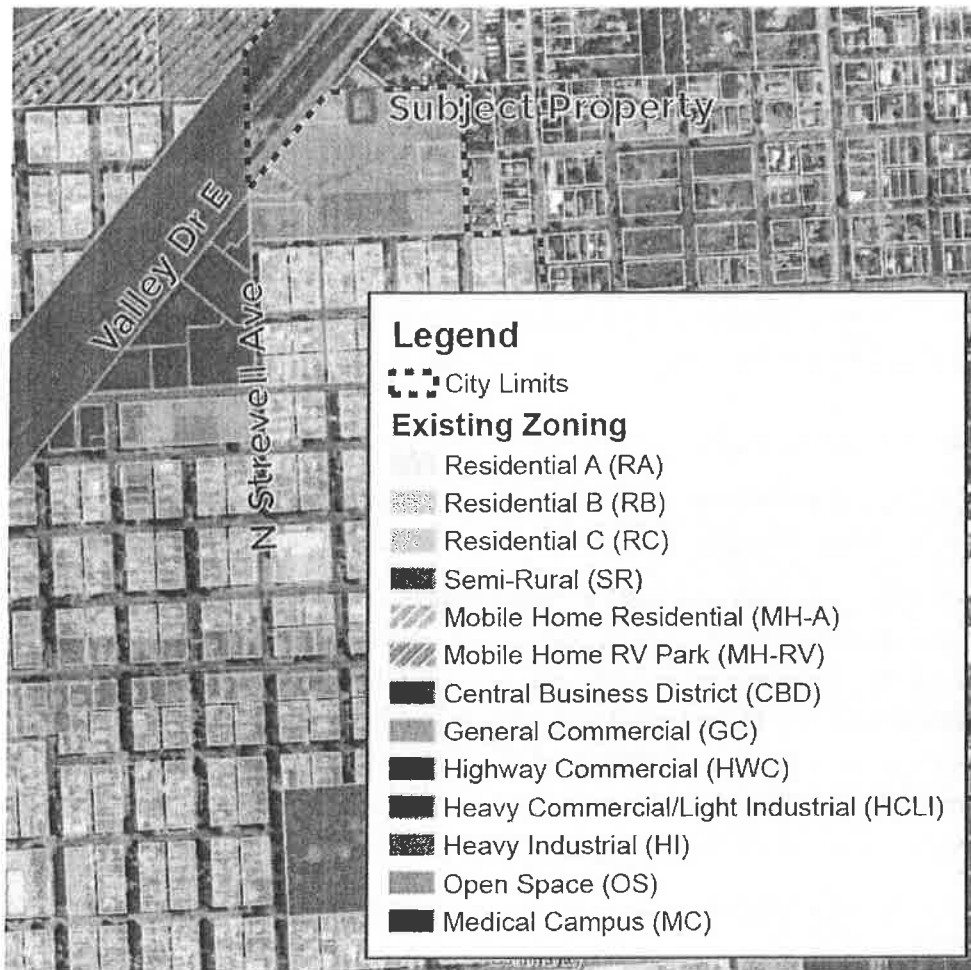 Subject Property
Valley Dr E
N Strevell Ave
Legend
City Limits
Existing Zoning
Residential A (RA)
Residential B (RB)
Residential C (RC)
Semi-Rural (SR)
Mobile Home Residential (MH-A)
Mobile Home RV Park (MH-RV)
Central Business District (CBD)
General Commercial (GC)
Highway Commercial (HWC)
Heavy Commercial/Light Industrial (HCLI)
Heavy Industrial (HI)
Open Space (OS)
Medical Campus (MC)